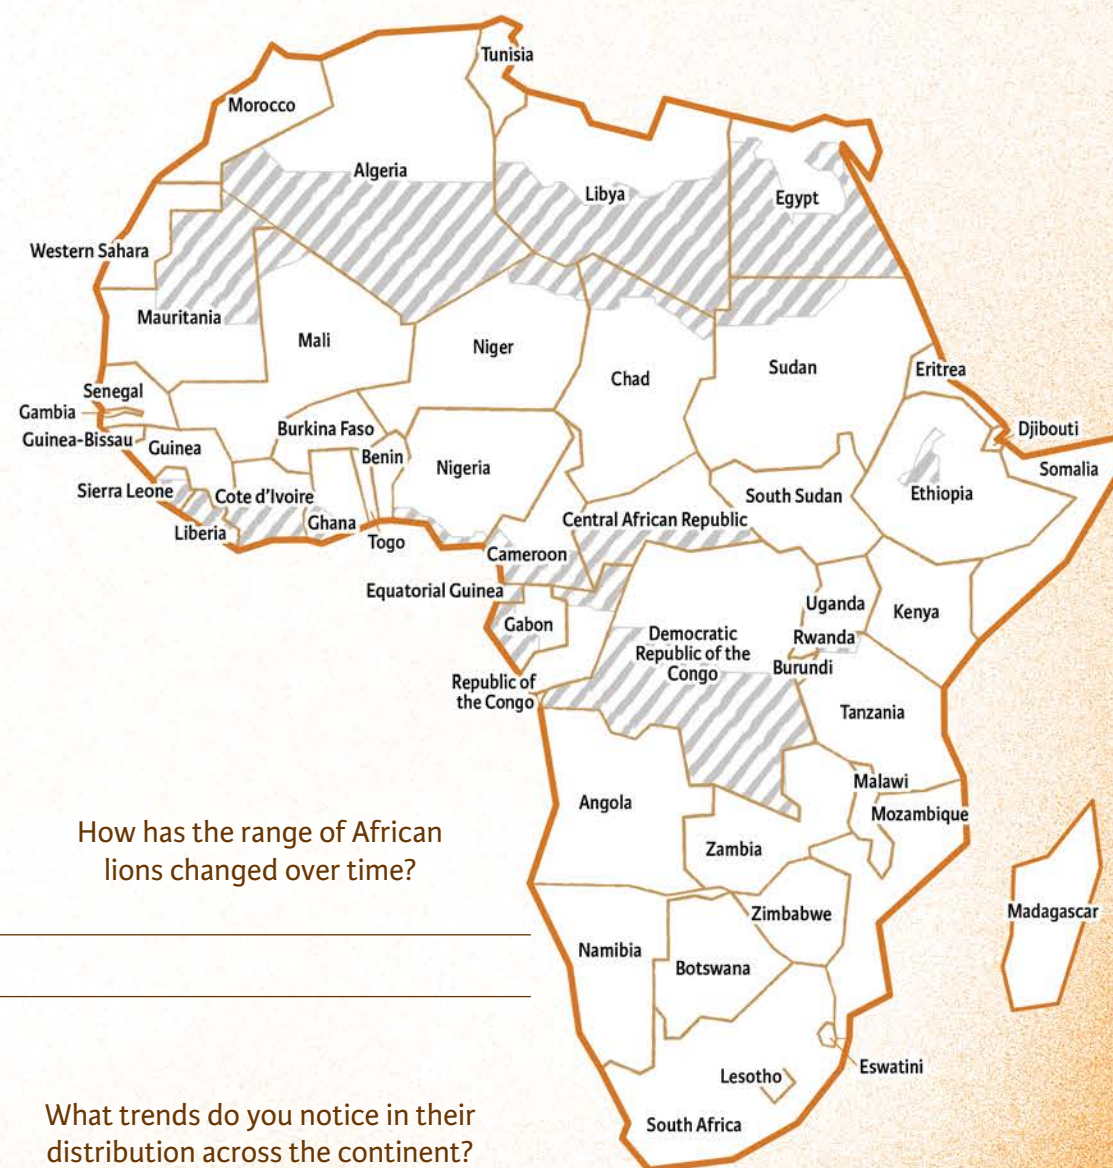 Tunisia
Morocco
Algeria
Libya
Egypt
Western Sahara
Mauritania
Mali
Niger
Chad
Sudan
Eritrea
Senegal
Gambia
Guinea-Bissau
Guinea
Burkina Faso
Benin
Nigeria
Djibouti
Somalia
Sierra Leone
Cote d'Ivoire
South Sudan
Ethiopia
Liberia
Ghana
Togo
Central African Republic
Cameroon
Equatorial Guinea
Gabon
Uganda
Kenya
Democratic
Republic of the
Congo
Rwanda
Burundi
Republic of
the Congo
Tanzania
Angola
Malawi
Mozambique
Zambia
How has the range of African
lions changed over time?
Zimbabwe
Madagascar
Namibia
Botswana
Eswatini
Lesotho
South Africa
What trends do you notice in their
distribution across the continent?